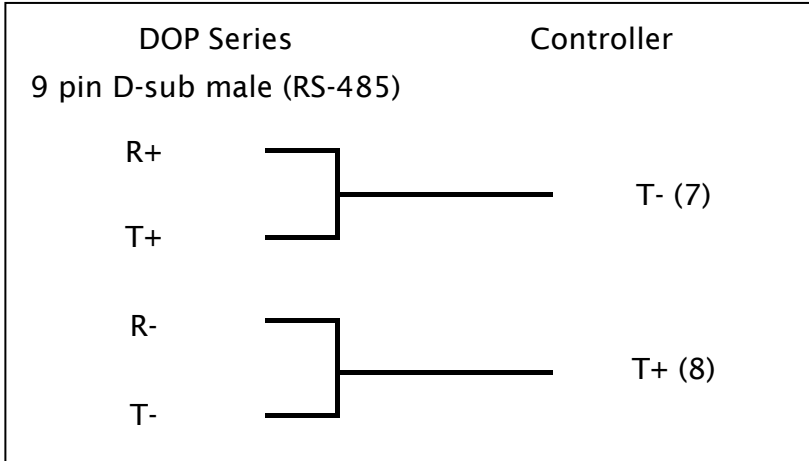 DOP Series Controller
9 pin D-sub male (RS-485)
R+
T- (7)
T+
R-
T+ (8)
T-